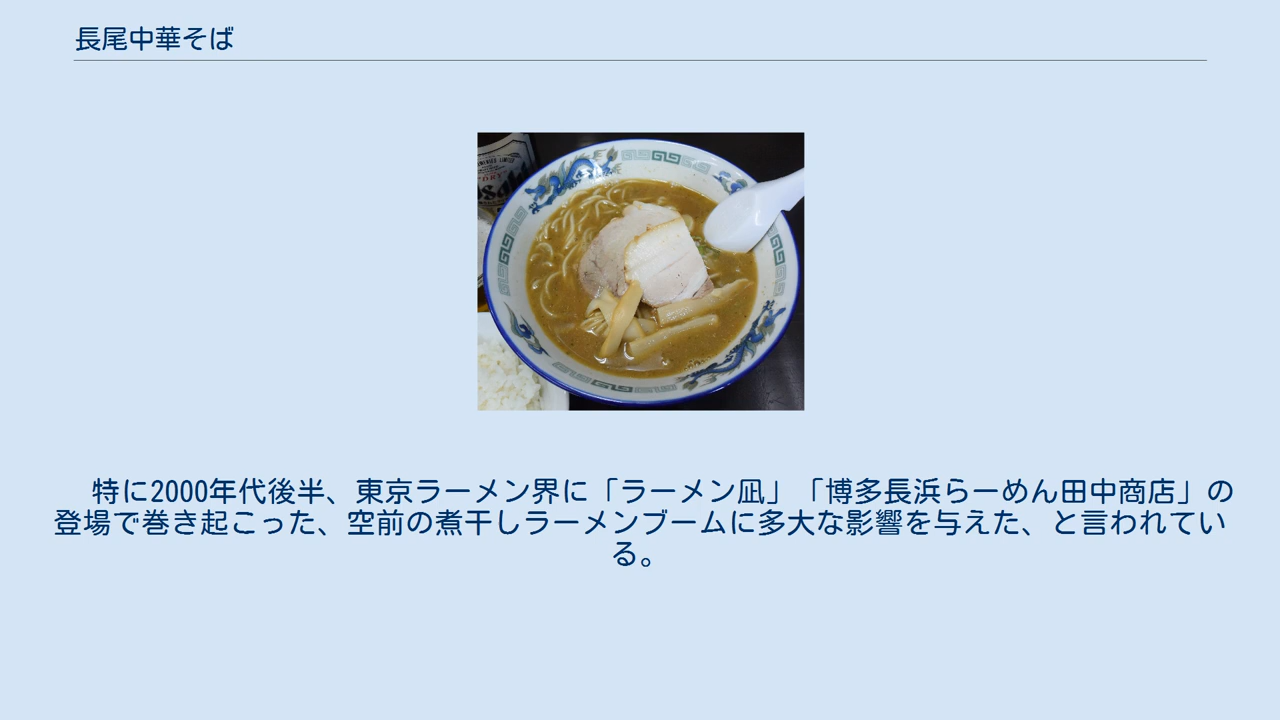 長尾中華そば
特に2000年代後半、東京ラーメン界に「ラーメン凪」「博多長浜らーめん田中商店」の
登場で巻き起こった、空前の煮干しラーメンブームに多大な影響を与えた、と言われてい
る。